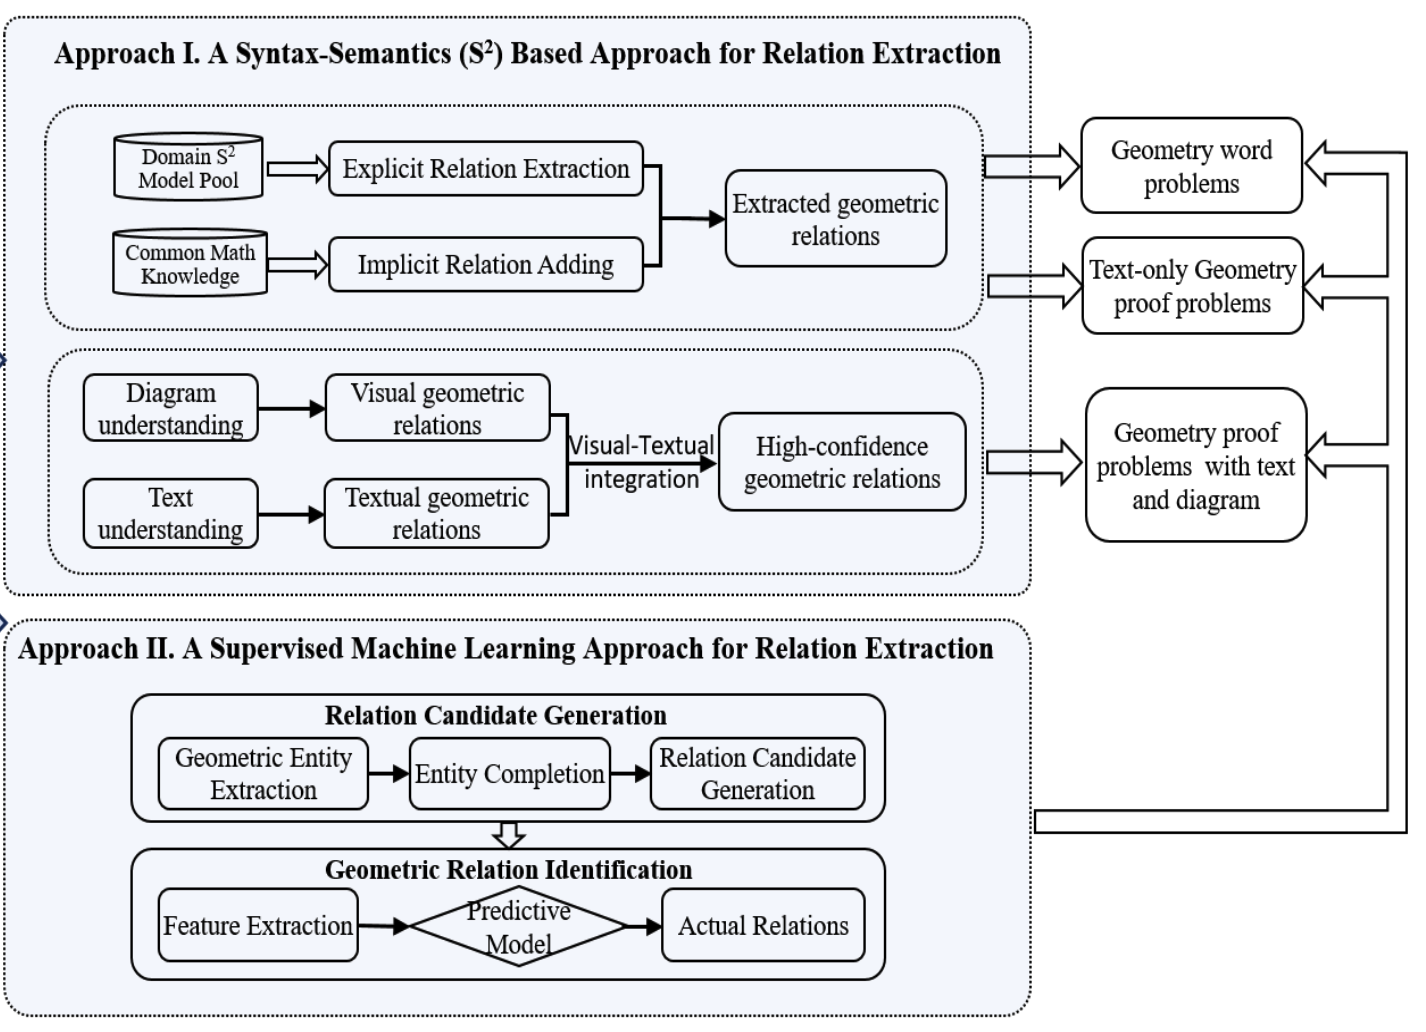 Approach I. A Syntax-Semantics (S²) Based Approach for Relation Extraction
Domain S²
Model Pool
Explicit Relation Extraction
Common Math
Knowledge
Implicit Relation Adding
Extracted geometric
relations
Geometry word
problems
Text-only Geometry
proof problems
Diagram
understanding
Visual geometric
relations
Text
understanding
Textual geometric
relations
Visual-Textual
integration
High-confidence
geometric relations
Geometry proof
problems with text
and diagram
Approach II. A Supervised Machine Learning Approach for Relation Extraction
Relation Candidate Generation
Geometric Entity
Extraction
Entity Completion
Relation Candidate
Generation
Geometric Relation Identification
Feature Extraction
Predictive
Model
Actual Relations